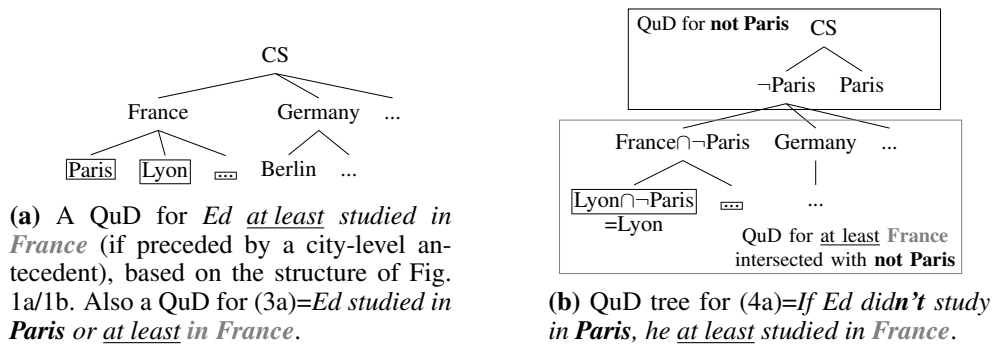 CS
France Germany ...
Paris Lyon ... Berlin ...
(a) A QuD for Ed at least studied in
France (if preceded by a city-level an-
tecedent), based on the structure of Fig.
1a/1b. Also a QuD for (3a)=Ed studied in
Paris or at least in France.
QuD for not Paris CS
¬Paris Paris
France∩¬Paris Germany ...
Lyon∩¬Paris ... ...
=Lyon
QuD for at least France
intersected with not Paris
(b) QuD tree for (4a)=If Ed didn't study
in Paris, he at least studied in France.